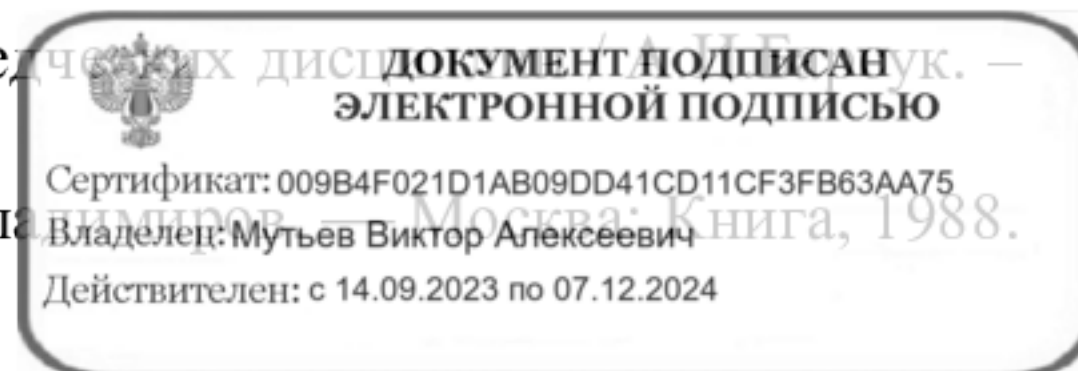 ДОКУМЕНТ ПОДПИСАН
ЭЛЕКТРОННОЙ ПОДПИСЬЮ
Сертификат: 009B4F021D1AB09DD41CD11CF3FB63AA75
Владелец: Мутьев Виктор Алексеевич
— Москва: Книга, 1988.
Действителен: с 14.09.2023 по 07.12.2024